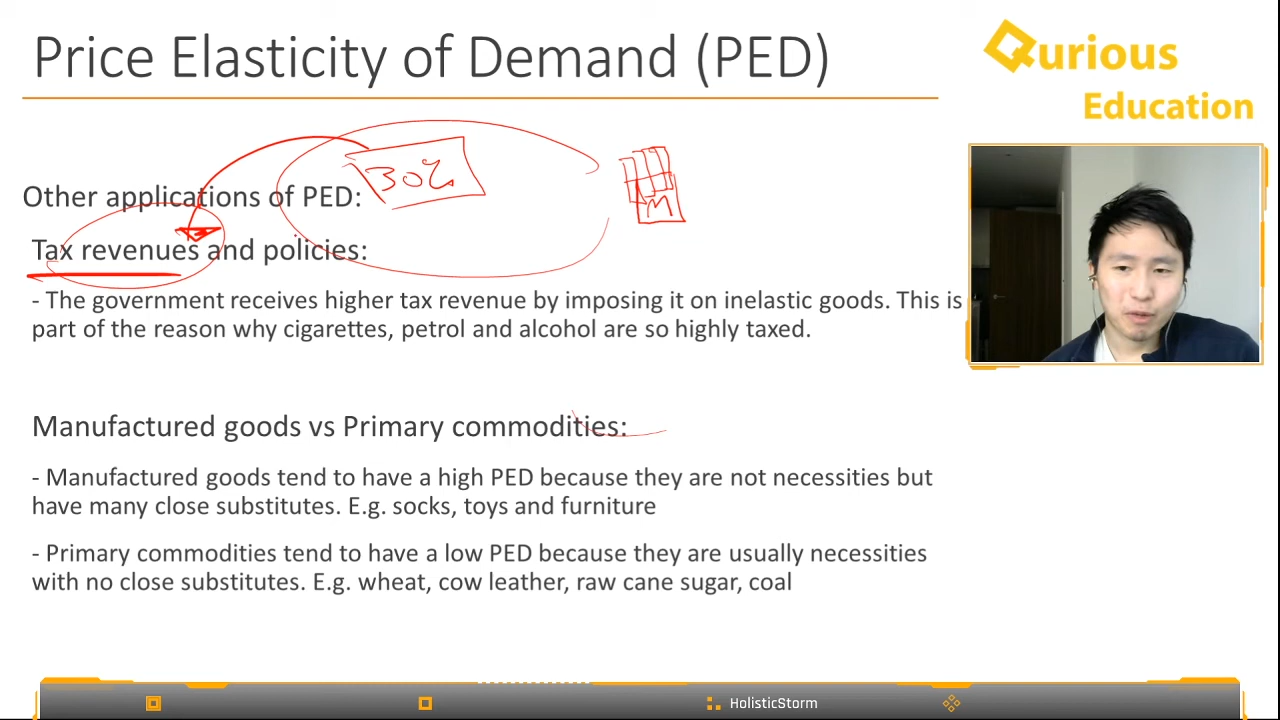 Price Elasticity of Demand (PED)
Qurious
Education
30%
M
Other applications of PED:
Tax revenues and policies:
- The government receives higher tax revenue by imposing it on inelastic goods. This is
part of the reason why cigarettes, petrol and alcohol are so highly taxed.
Manufactured goods vs Primary commodities:
- Manufactured goods tend to have a high PED because they are not necessities but
have many close substitutes. E.g. socks, toys and furniture
- Primary commodities tend to have a low PED because they are usually necessities
with no close substitutes. E.g. wheat, cow leather, raw cane sugar, coal
HolisticStorm